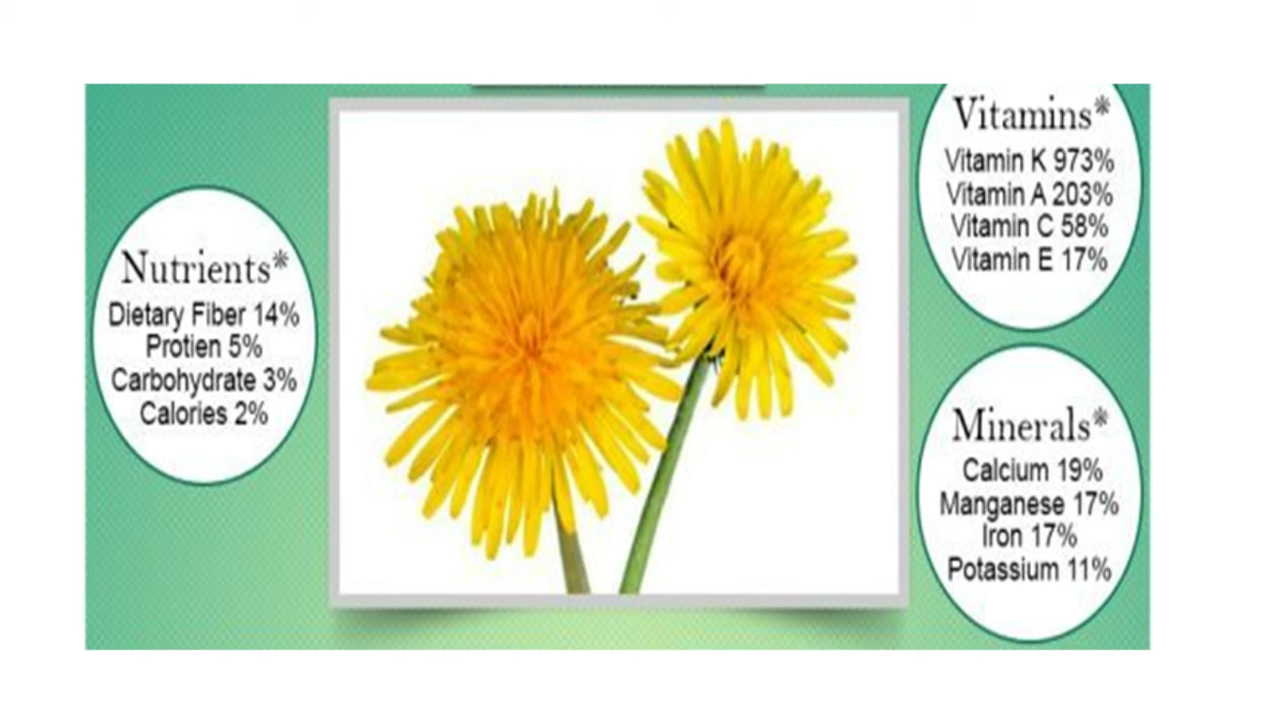 Nutrients*
Dietary Fiber 14%
Protien 5%
Carbohydrate 3%
Calories 2%
Vitamins*
Vitamin K 973%
Vitamin A 203%
Vitamin C 58%
Vitamin E 17%
Minerals*
Calcium 19%
Manganese 17%
Iron 17%
Potassium 11%